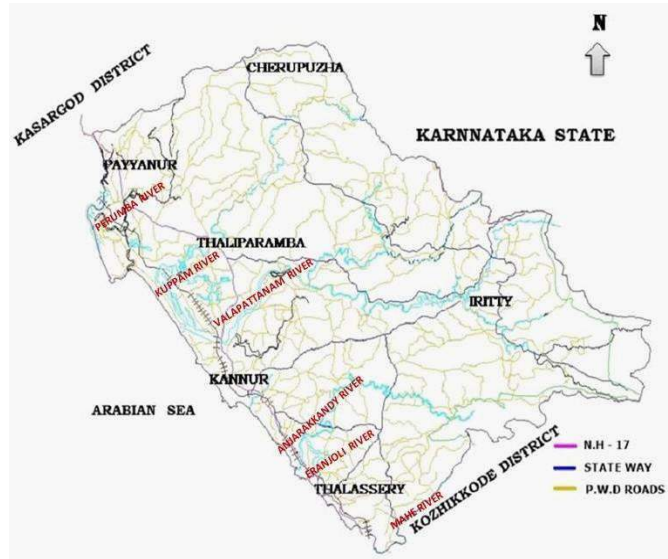 N
CHERUPUZHA
KASARGOD DISTRICT
KARNNATAKA STATE
PAYYANUR
PERUMBA RIVER
THALIPARAMBA
KUPPAM RIVER
VALAPATTANAM RIVER
IRITTY
KANNUR
ARABIAN SEA
ANJARAKKANDY RIVER
ERANJOLI RIVER
THALASSERY
MAHE RIVER
KOZHIKKODE DISTRICT
N.H - 17
STATE WAY
P.W.D ROADS